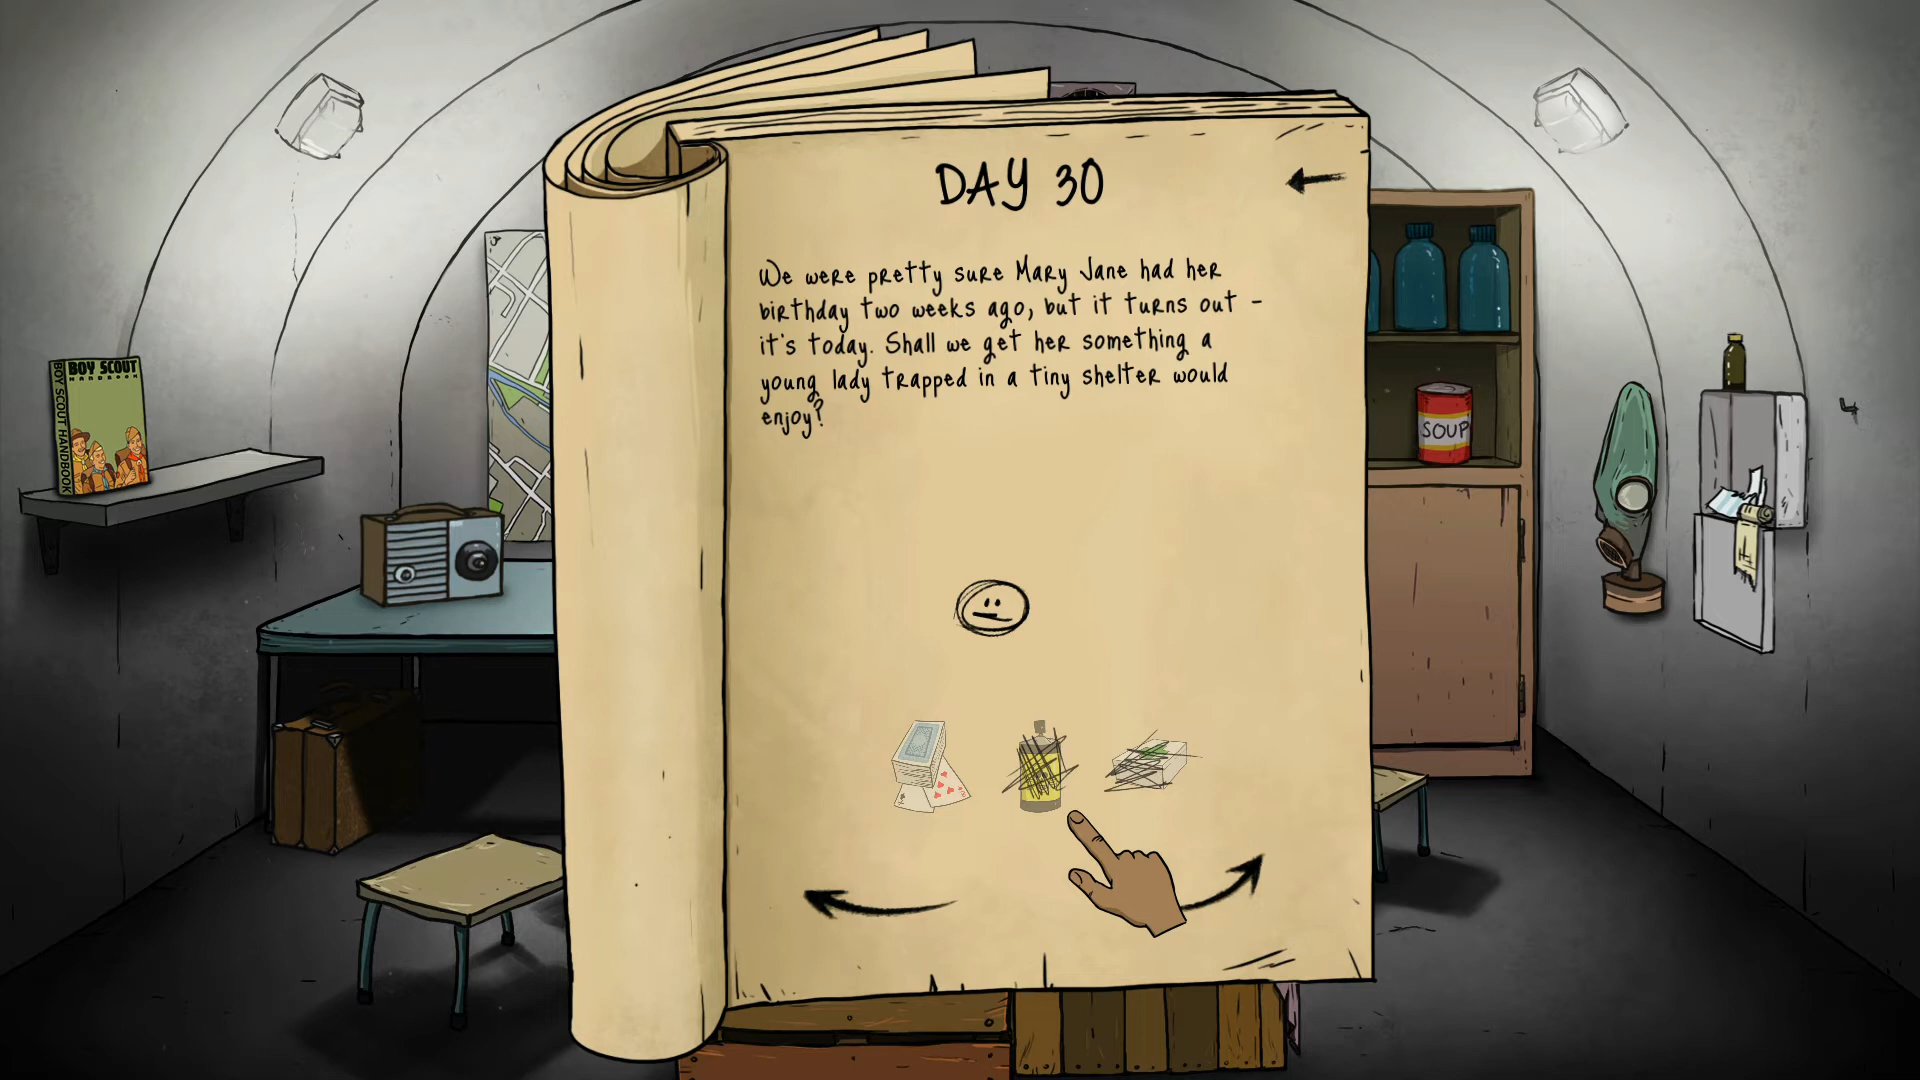 DAY 30
We were pretty sure Mary Jane had her
birthday two weeks ago, but it turns out -
it's today. Shall we get her something a
young lady trapped in a tiny shelter would
enjoy?
BOY SCOUT
HANDBOOK
BOY SCOUT HANDBOOK
SOUP